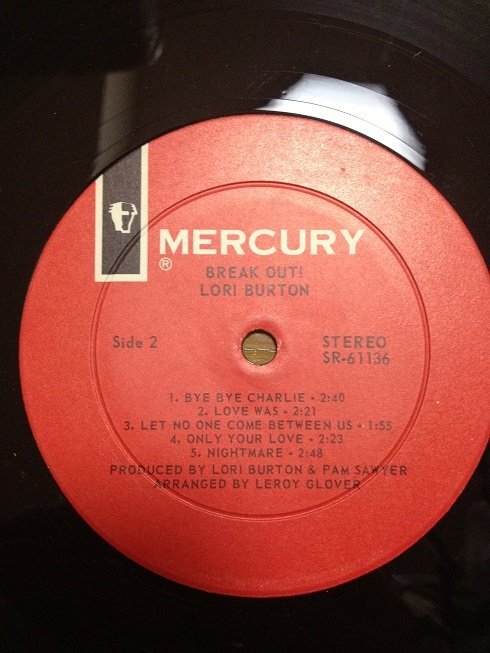 MERCURY
®
BREAK OUT!
LORI BURTON
Side 2
STEREO
SR-61136
1. BYE BYE CHARLIE - 2:40
2. LOVE WAS - 2:21
3. LET NO ONE COME BETWEEN US - 1:55
4. ONLY YOUR LOVE - 2:23
5. NIGHTMARE - 2:48
PRODUCED BY LORI BURTON & PAM SAWYER
ARRANGED BY LEROY GLOVER